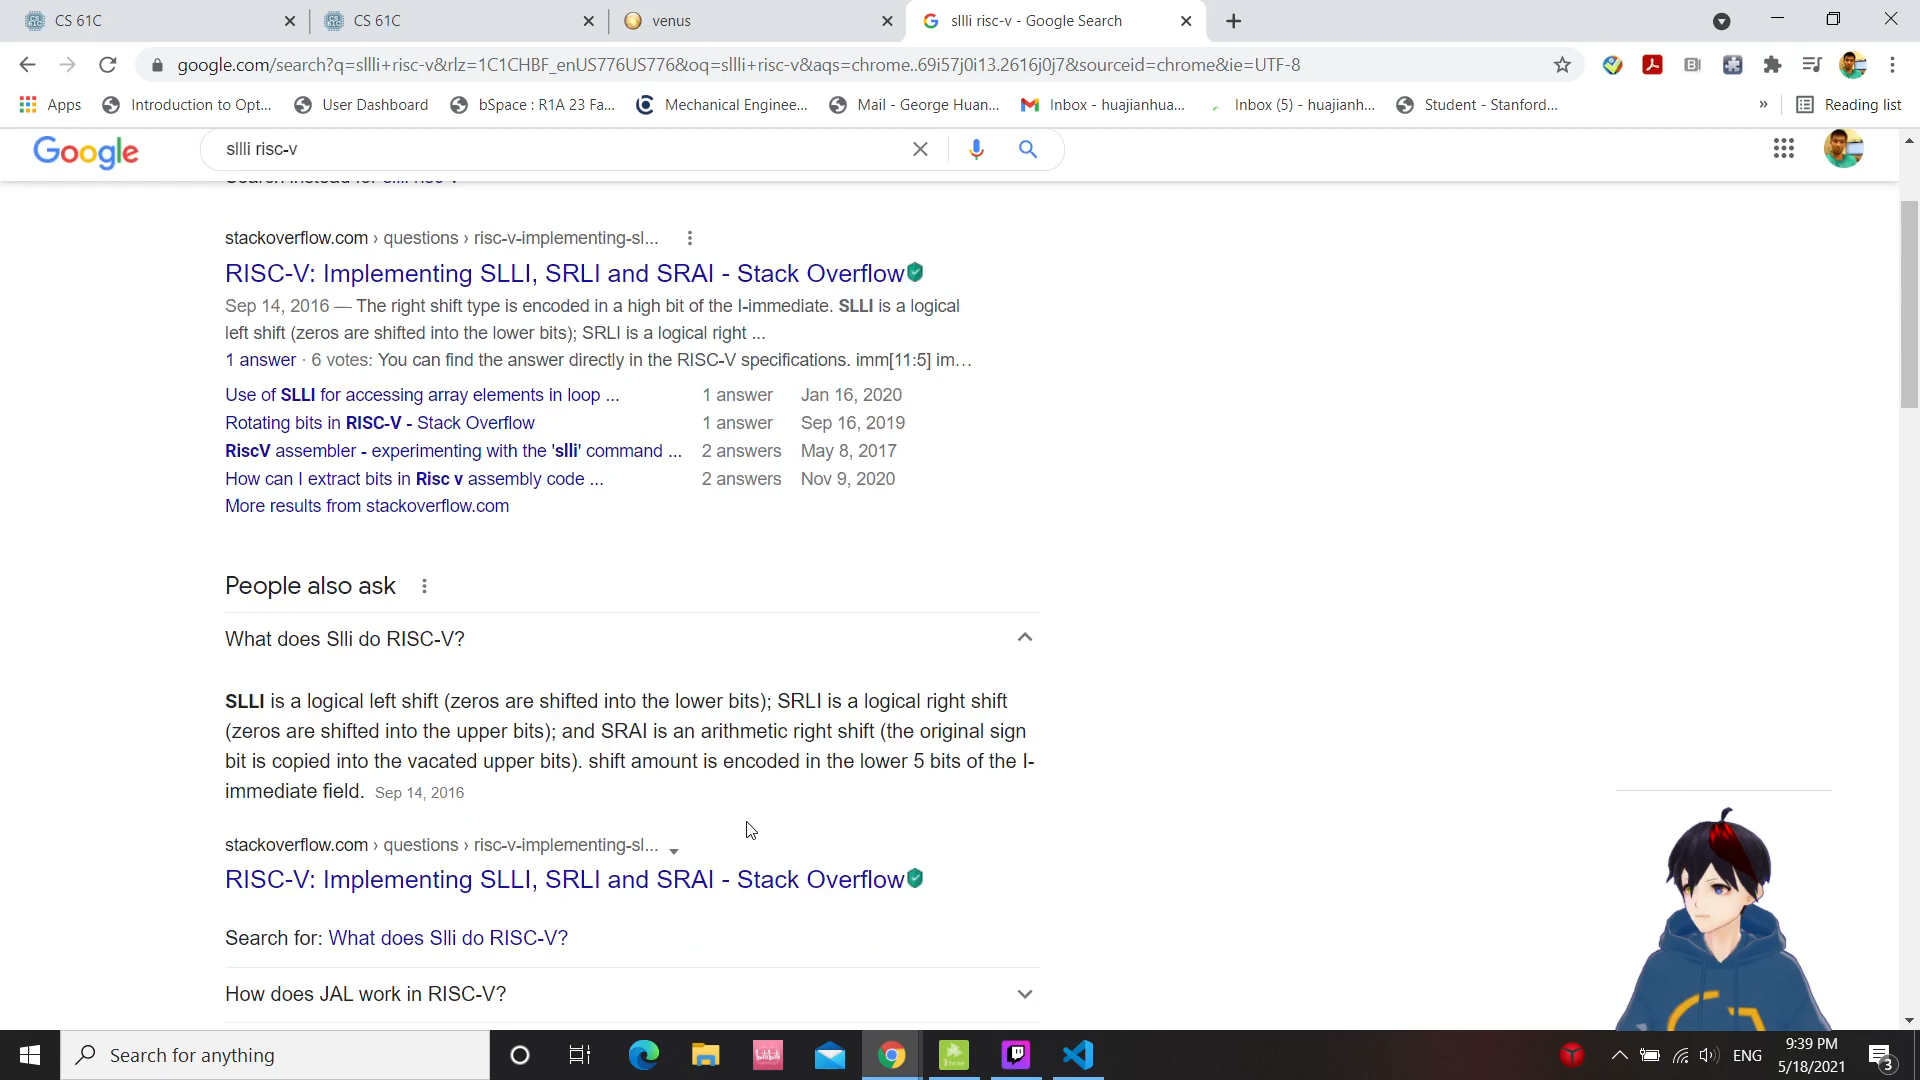 CS 61C
CS 61C
venus
sllli risc-v - Google Search
google.com/search?q=sllli+risc-v&rlz=1C1CHBF_enUS776US776&oq=sllli+risc-v&aqs=chrome..69i57j0i13.2616j0j7&sourceid=chrome&ie=UTF-8
Apps
Introduction to Opt...
User Dashboard
bSpace : R1A 23 Fa...
Mechanical Enginee...
Mail - George Huan...
Inbox - huajianhua...
Inbox (5) - huajianh...
Student - Stanford...
»
Reading list
Google
sllli risc-v
stackoverflow.com › questions › risc-v-implementing-sl...
RISC-V: Implementing SLLI, SRLI and SRAI - Stack Overflow
Sep 14, 2016 — The right shift type is encoded in a high bit of the I-immediate. SLLI is a logical
left shift (zeros are shifted into the lower bits); SRLI is a logical right ...
1 answer · 6 votes: You can find the answer directly in the RISC-V specifications. imm[11:5] im...
Use of SLLI for accessing array elements in loop ... 1 answer Jan 16, 2020
Rotating bits in RISC-V - Stack Overflow 1 answer Sep 16, 2019
RiscV assembler - experimenting with the 'slli' command ... 2 answers May 8, 2017
How can I extract bits in Risc v assembly code ... 2 answers Nov 9, 2020
More results from stackoverflow.com
People also ask
What does Slli do RISC-V?
SLLI is a logical left shift (zeros are shifted into the lower bits); SRLI is a logical right shift
(zeros are shifted into the upper bits); and SRAI is an arithmetic right shift (the original sign
bit is copied into the vacated upper bits). shift amount is encoded in the lower 5 bits of the I-
immediate field. Sep 14, 2016
stackoverflow.com › questions › risc-v-implementing-sl...
RISC-V: Implementing SLLI, SRLI and SRAI - Stack Overflow
Search for: What does Slli do RISC-V?
How does JAL work in RISC-V?
Search for anything
ENG
9:39 PM
5/18/2021
3